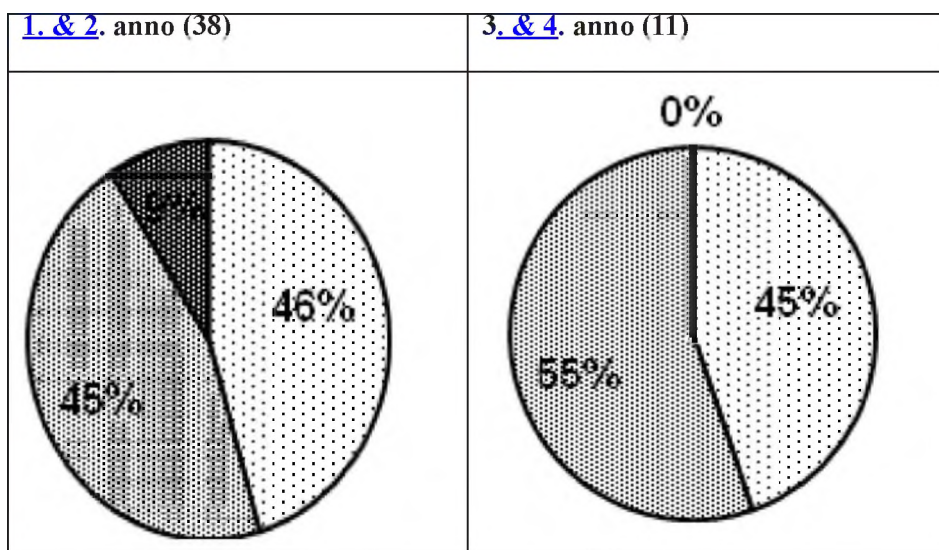 1. & 2. anno (38)
3. & 4. anno (11)
46%
45%
0%
45%
55%